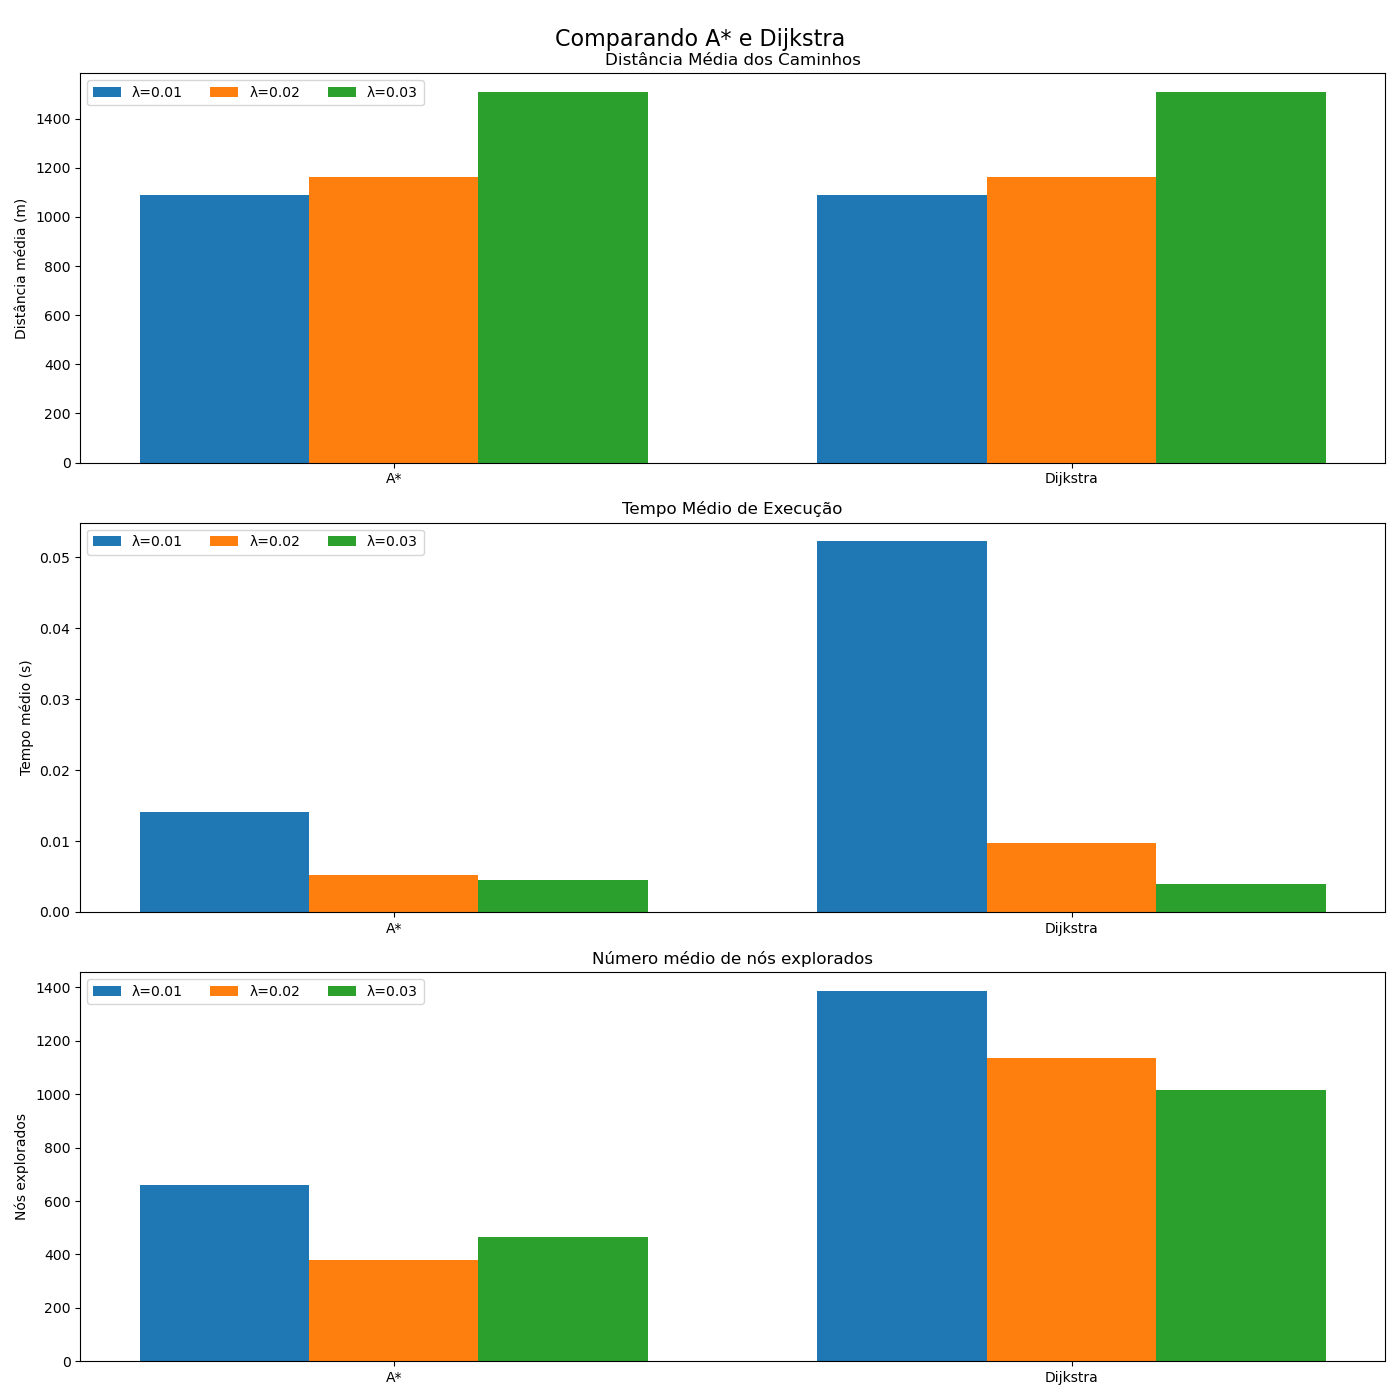 Comparando A* e Dijkstra
Distância Média dos Caminhos
λ=0.01 λ=0.02 λ=0.03
1400
1200
1000
800
600
400
200
0
Distância média (m)
A* Dijkstra
Tempo Médio de Execução
λ=0.01 λ=0.02 λ=0.03
0.05
0.04
0.03
0.02
0.01
0.00
Tempo médio (s)
A* Dijkstra
Número médio de nós explorados
λ=0.01 λ=0.02 λ=0.03
1400
1200
1000
800
600
400
200
0
Nós explorados
A* Dijkstra